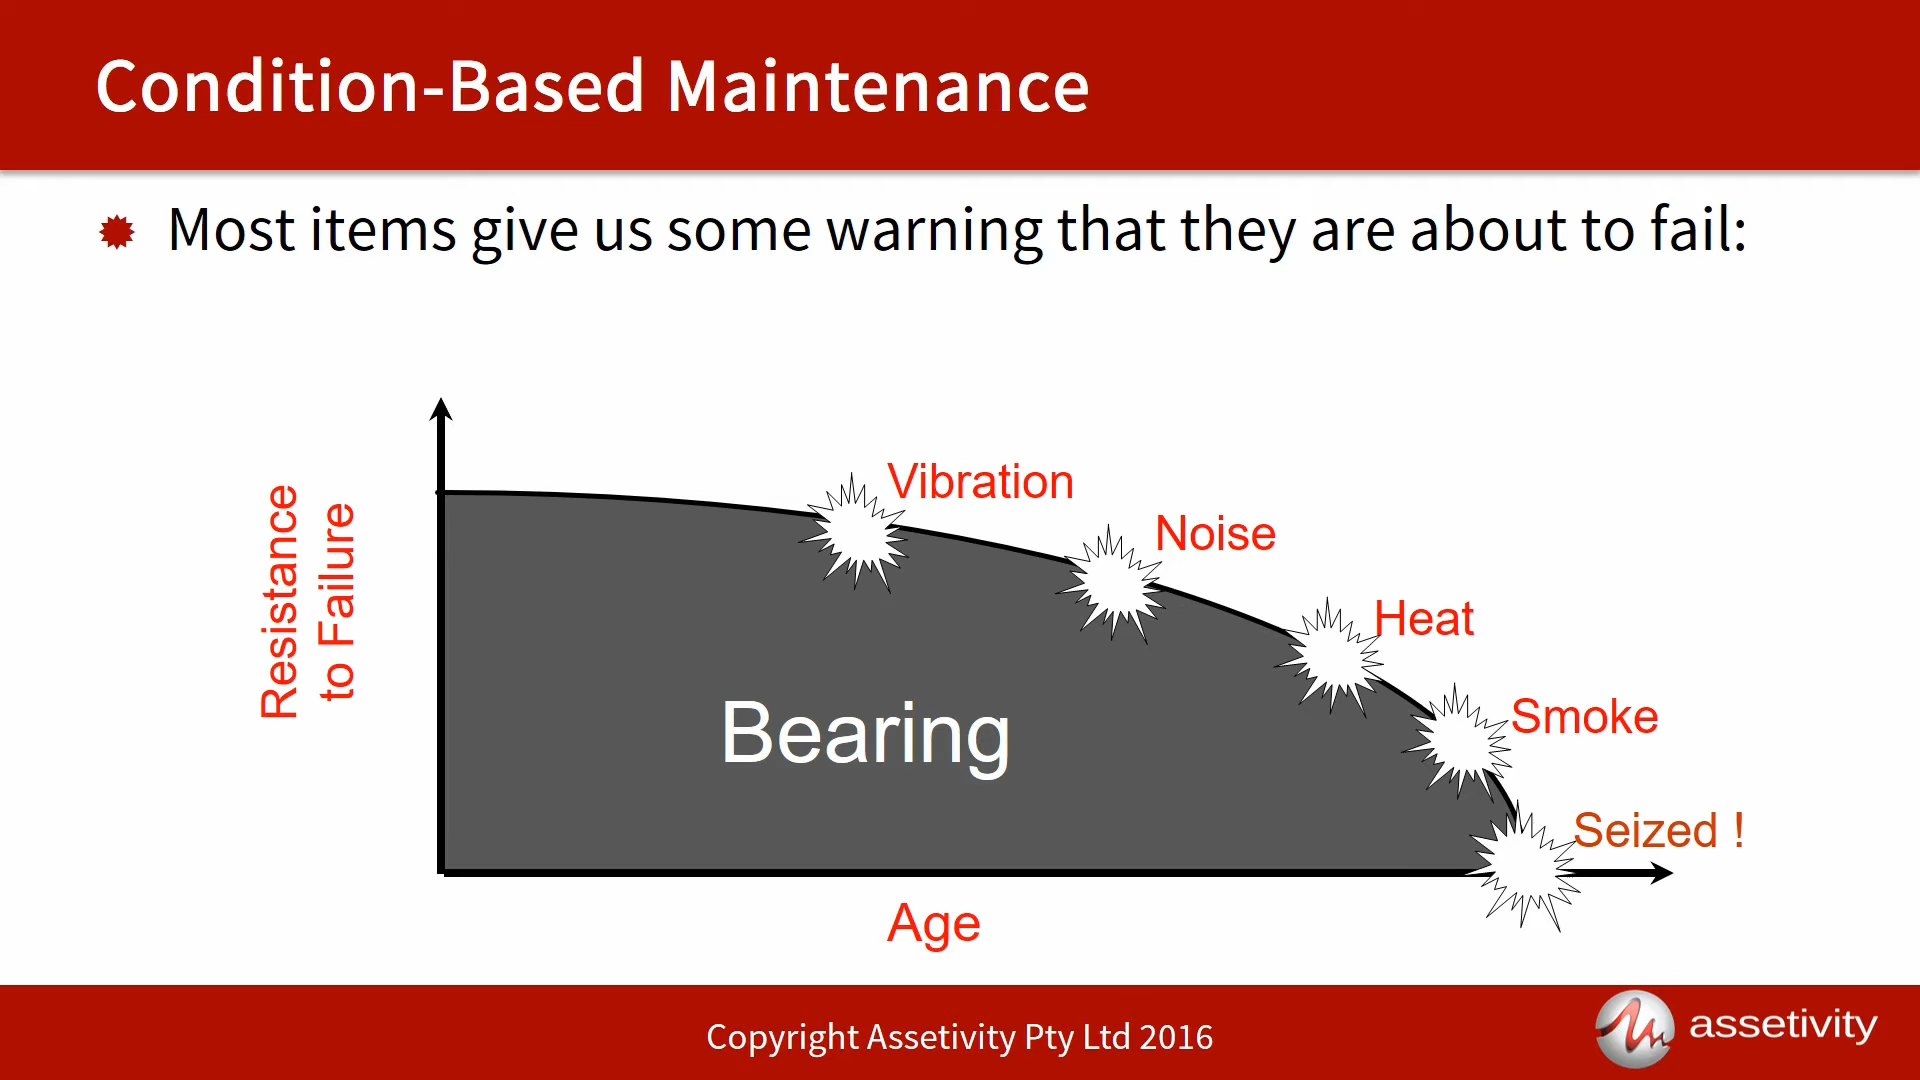 Condition-Based Maintenance
Most items give us some warning that they are about to fail:
Resistance
to Failure
Vibration
Noise
Heat
Smoke
Seized !
Bearing
Age
Copyright Assetivity Pty Ltd 2016
assetivity